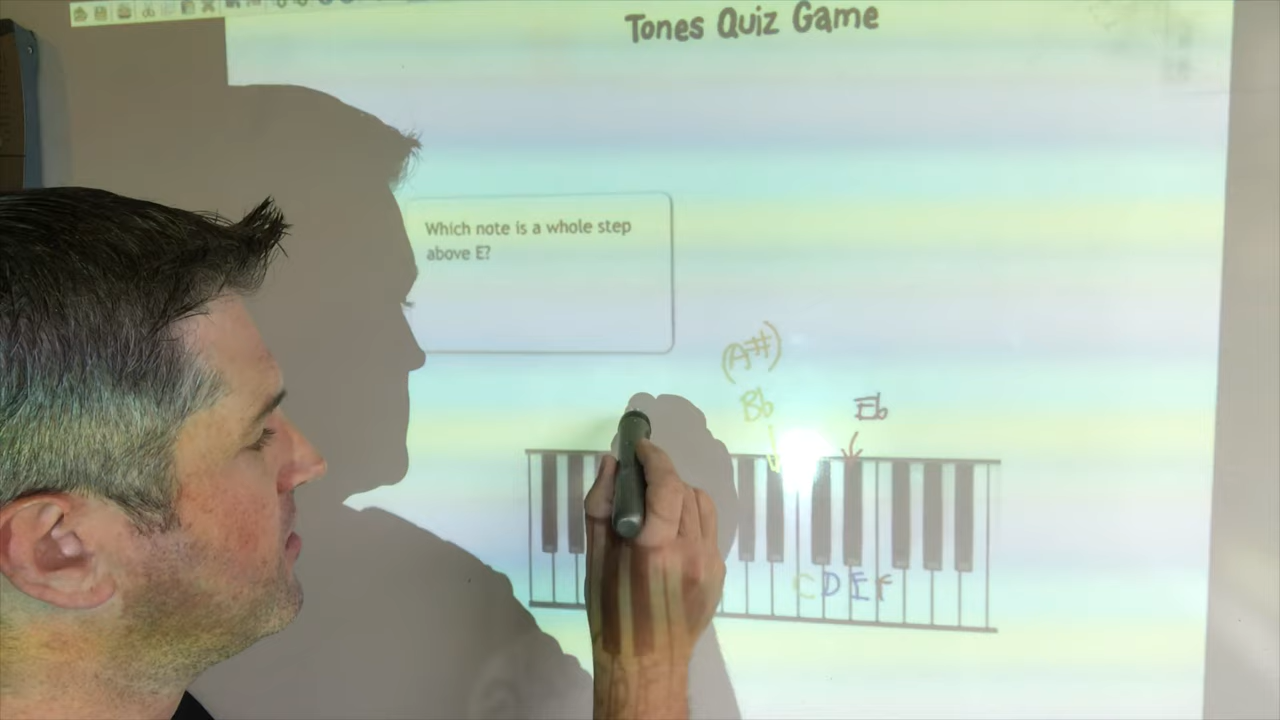 Tones Quiz Game
Which note is a whole step
above E?
(A#)
Bb
Eb
C D E F